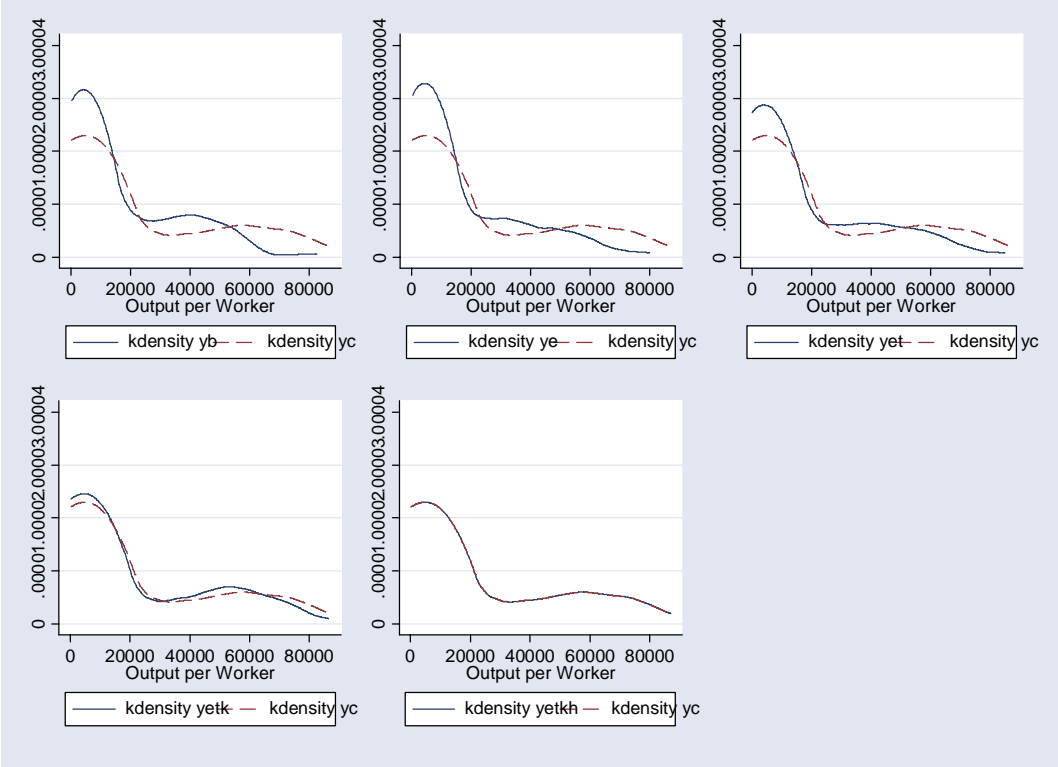 0 .00001.00002.00003.00004
0 20000 40000 60000 80000
Output per Worker
kdensity yb kdensity yc
0 .00001.00002.00003.00004
0 20000 40000 60000 80000
Output per Worker
kdensity ye kdensity yc
0 .00001.00002.00003.00004
0 20000 40000 60000 80000
Output per Worker
kdensity yet kdensity yc
0 .00001.00002.00003.00004
0 20000 40000 60000 80000
Output per Worker
kdensity yetk kdensity yc
0 .00001.00002.00003.00004
0 20000 40000 60000 80000
Output per Worker
kdensity yetkh kdensity yc